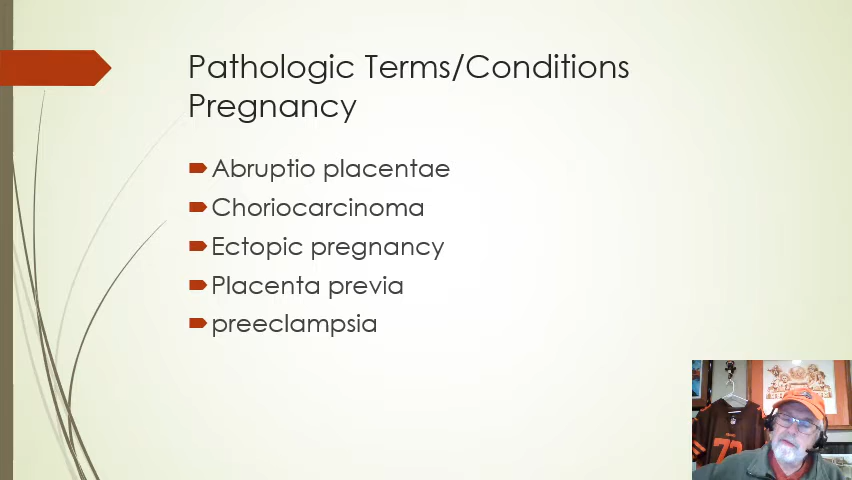 Pathologic Terms/Conditions
Pregnancy
Abruptio placentae
Choriocarcinoma
Ectopic pregnancy
Placenta previa
preeclampsia